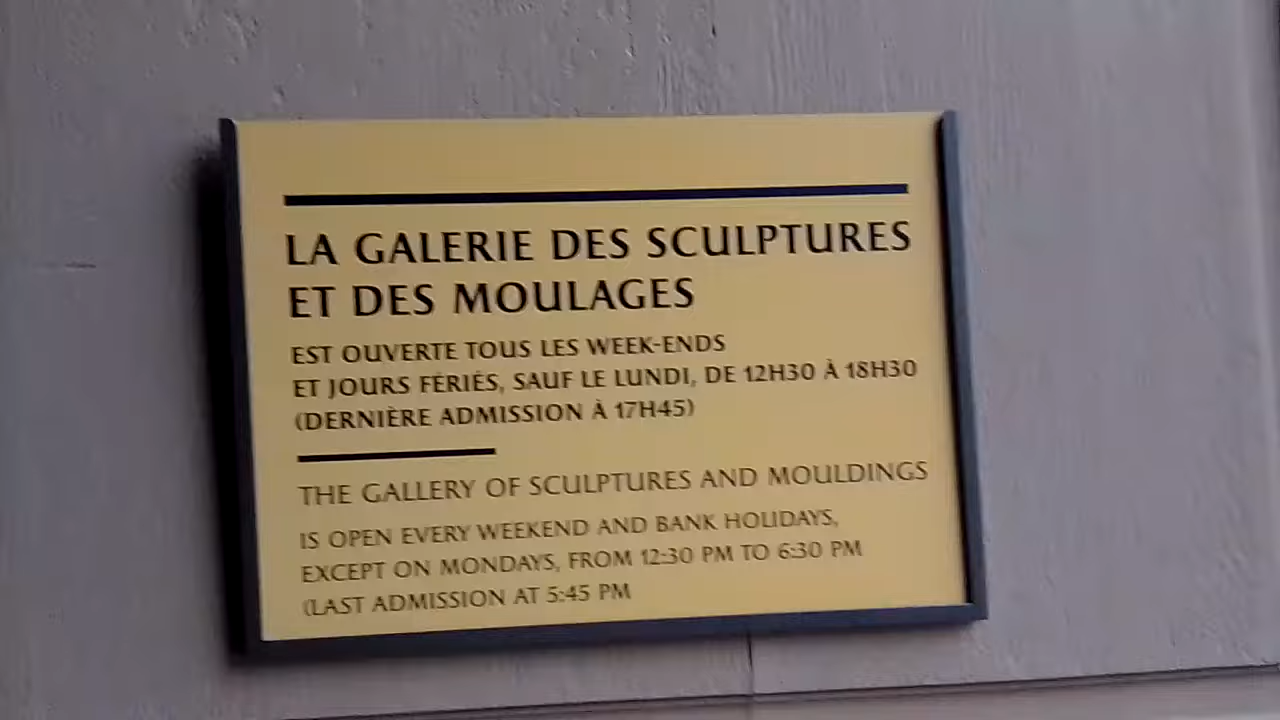 LA GALERIE DES SCULPTURES
ET DES MOULAGES
EST OUVERTE TOUS LES WEEK-ENDS
ET JOURS FÉRIÉS, SAUF LE LUNDI, DE 12H30 À 18H30
(DERNIÈRE ADMISSION À 17H45)
THE GALLERY OF SCULPTURES AND MOULDINGS
IS OPEN EVERY WEEKEND AND BANK HOLIDAYS,
EXCEPT ON MONDAYS, FROM 12:30 PM TO 6:30 PM
(LAST ADMISSION AT 5:45 PM